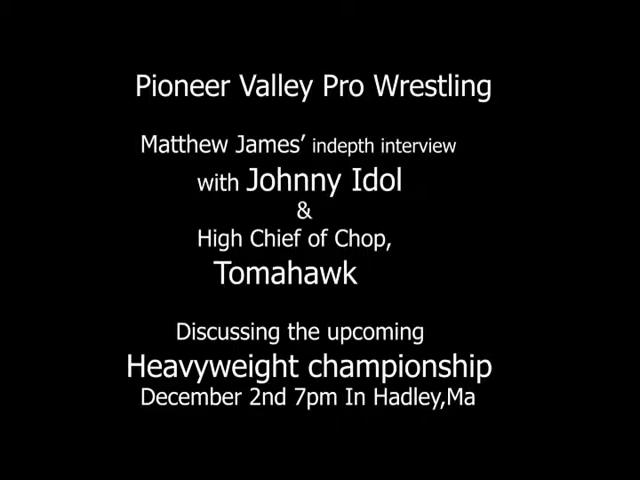 Pioneer Valley Pro Wrestling
Matthew James’ indepth interview
with Johnny Idol
&
High Chief of Chop,
Tomahawk
Discussing the upcoming
Heavyweight championship
December 2nd 7pm In Hadley,Ma